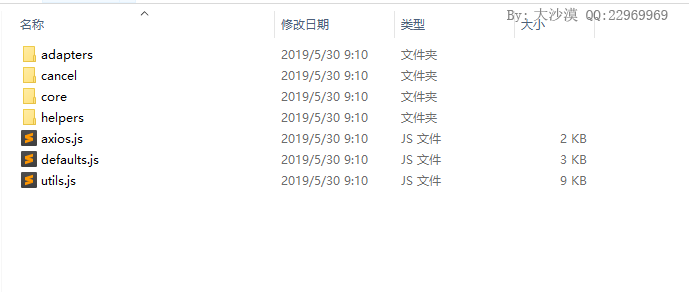 By: 大沙漠 QQ:22969969
名称 修改日期 类型 大小
adapters 2019/5/30 9:10 文件夹
cancel 2019/5/30 9:10 文件夹
core 2019/5/30 9:10 文件夹
helpers 2019/5/30 9:10 文件夹
axios.js 2019/5/30 9:10 JS 文件 2 KB
defaults.js 2019/5/30 9:10 JS 文件 3 KB
utils.js 2019/5/30 9:10 JS 文件 9 KB